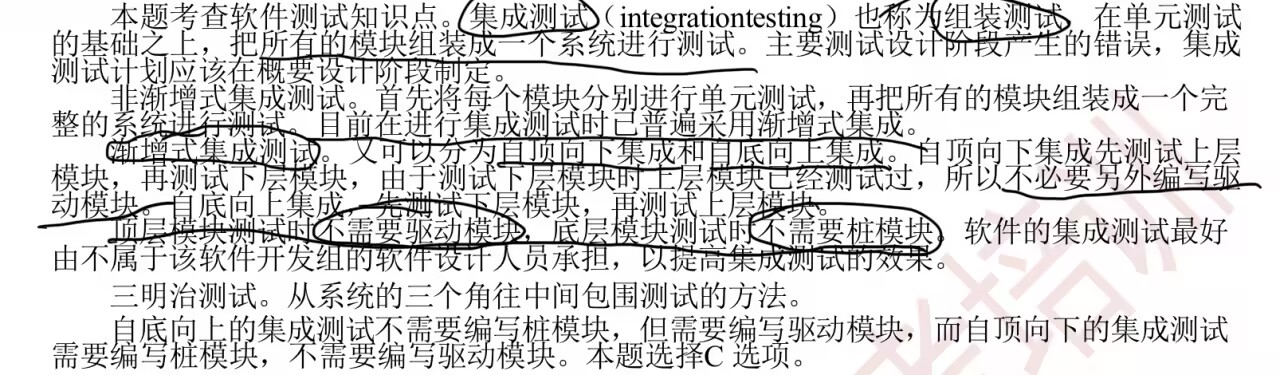 本题考查软件测试知识点。集成测试（integrationtesting）也称为组装测试，在单元测试
的基础之上，把所有的模块组装成一个系统进行测试。主要测试设计阶段产生的错误，集成
测试计划应该在概要设计阶段制定。
非渐增式集成测试。首先将每个模块分别进行单元测试，再把所有的模块组装成一个完
整的系统进行测试。目前在进行集成测试时已普遍采用渐增式集成。
渐增式集成测试。又可以分为自顶向下集成和自底向上集成。自顶向下集成先测试上层
模块，再测试下层模块，由于测试下层模块时上层模块已经测试过，所以不必要另外编写驱
动模块。自底向上集成，先测试下层模块，再测试上层模块。
顶层模块测试时不需要驱动模块，底层模块测试时不需要桩模块。软件的集成测试最好
由不属于该软件开发组的软件设计人员承担，以提高集成测试的效果。
三明治测试。从系统的三个角往中间包围测试的方法。
自底向上的集成测试不需要编写桩模块，但需要编写驱动模块，而自顶向下的集成测试
需要编写桩模块，不需要编写驱动模块。本题选择C 选项。
培训